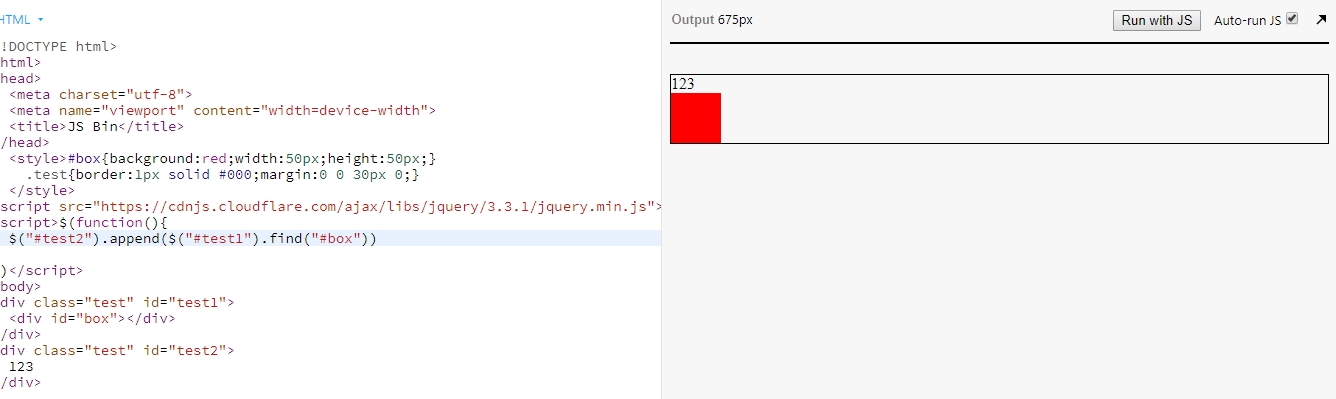 HTML
!DOCTYPE html>
html>
head>
<meta charset="utf-8">
<meta name="viewport" content="width=device-width">
<title>JS Bin</title>
/head>
<style>#box{background:red;width:50px;height:50px;}
.test{border:1px solid #000;margin:0 0 30px 0;}
</style>
script src="https://cdnjs.cloudflare.com/ajax/libs/jquery/3.3.1/jquery.min.js">
script>$(function(){
$("#test2").append($("#test1").find("#box"))
)</script>
body>
div class="test" id="test1">
<div id="box"></div>
/div>
div class="test" id="test2">
123
/div>
Output 675px
Run with JS
Auto-run JS
123